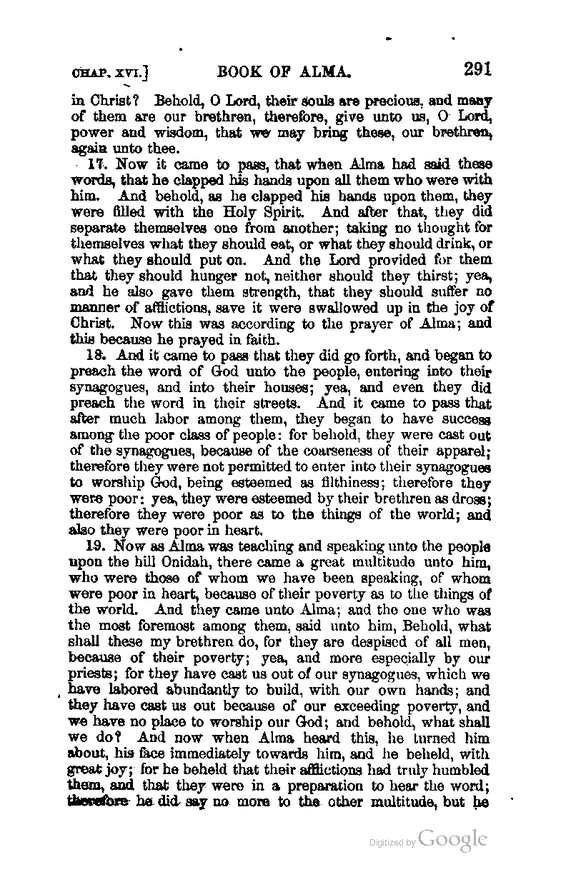 CHAP. XVI.] BOOK OF ALMA. 291
in Christ? Behold, O Lord, their souls are precious, and many
of them are our brethren, therefore, give unto us, O Lord,
power and wisdom, that we may bring these, our brethren,
again unto thee.
17. Now it came to pass, that when Alma had said these
words, that he clapped his hands upon all them who were with
him. And behold, as he clapped his hands upon them, they
were filled with the Holy Spirit. And after that, they did
separate themselves one from another; taking no thought for
themselves what they should eat, or what they should drink, or
what they should put on. And the Lord provided for them
that they should hunger not, neither should they thirst; yea,
and he also gave them strength, that they should suffer no
manner of afflictions, save it were swallowed up in the joy of
Christ. Now this was according to the prayer of Alma; and
this because he prayed in faith.
18. And it came to pass that they did go forth, and began to
preach the word of God unto the people, entering into their
synagogues, and into their houses; yea, and even they did
preach the word in their streets. And it came to pass that
after much labor among them, they began to have success
among the poor class of people: for behold, they were cast out
of the synagogues, because of the coarseness of their apparel;
therefore they were not permitted to enter into their synagogues
to worship God, being esteemed as filthiness; therefore they
were poor: yea, they were esteemed by their brethren as dross;
therefore they were poor as to the things of the world; and
also they were poor in heart.
19. Now as Alma was teaching and speaking unto the people
upon the hill Onidah, there came a great multitude unto him,
who were those of whom we have been speaking, of whom
were poor in heart, because of their poverty as to the things of
the world. And they came unto Alma; and the one who was
the most foremost among them, said unto him, Behold, what
shall these my brethren do, for they are despised of all men,
because of their poverty; yea, and more especially by our
priests; for they have cast us out of our synagogues, which we
have labored abundantly to build, with our own hands; and
they have cast us out because of our exceeding poverty, and
we have no place to worship our God; and behold, what shall
we do? And now when Alma heard this, he turned him
about, his face immediately towards him, and he beheld, with
great joy; for he beheld that their afflictions had truly humbled
them, and that they were in a preparation to hear the word;
therefore he did say no more to the other multitude, but he
Digitized by Google